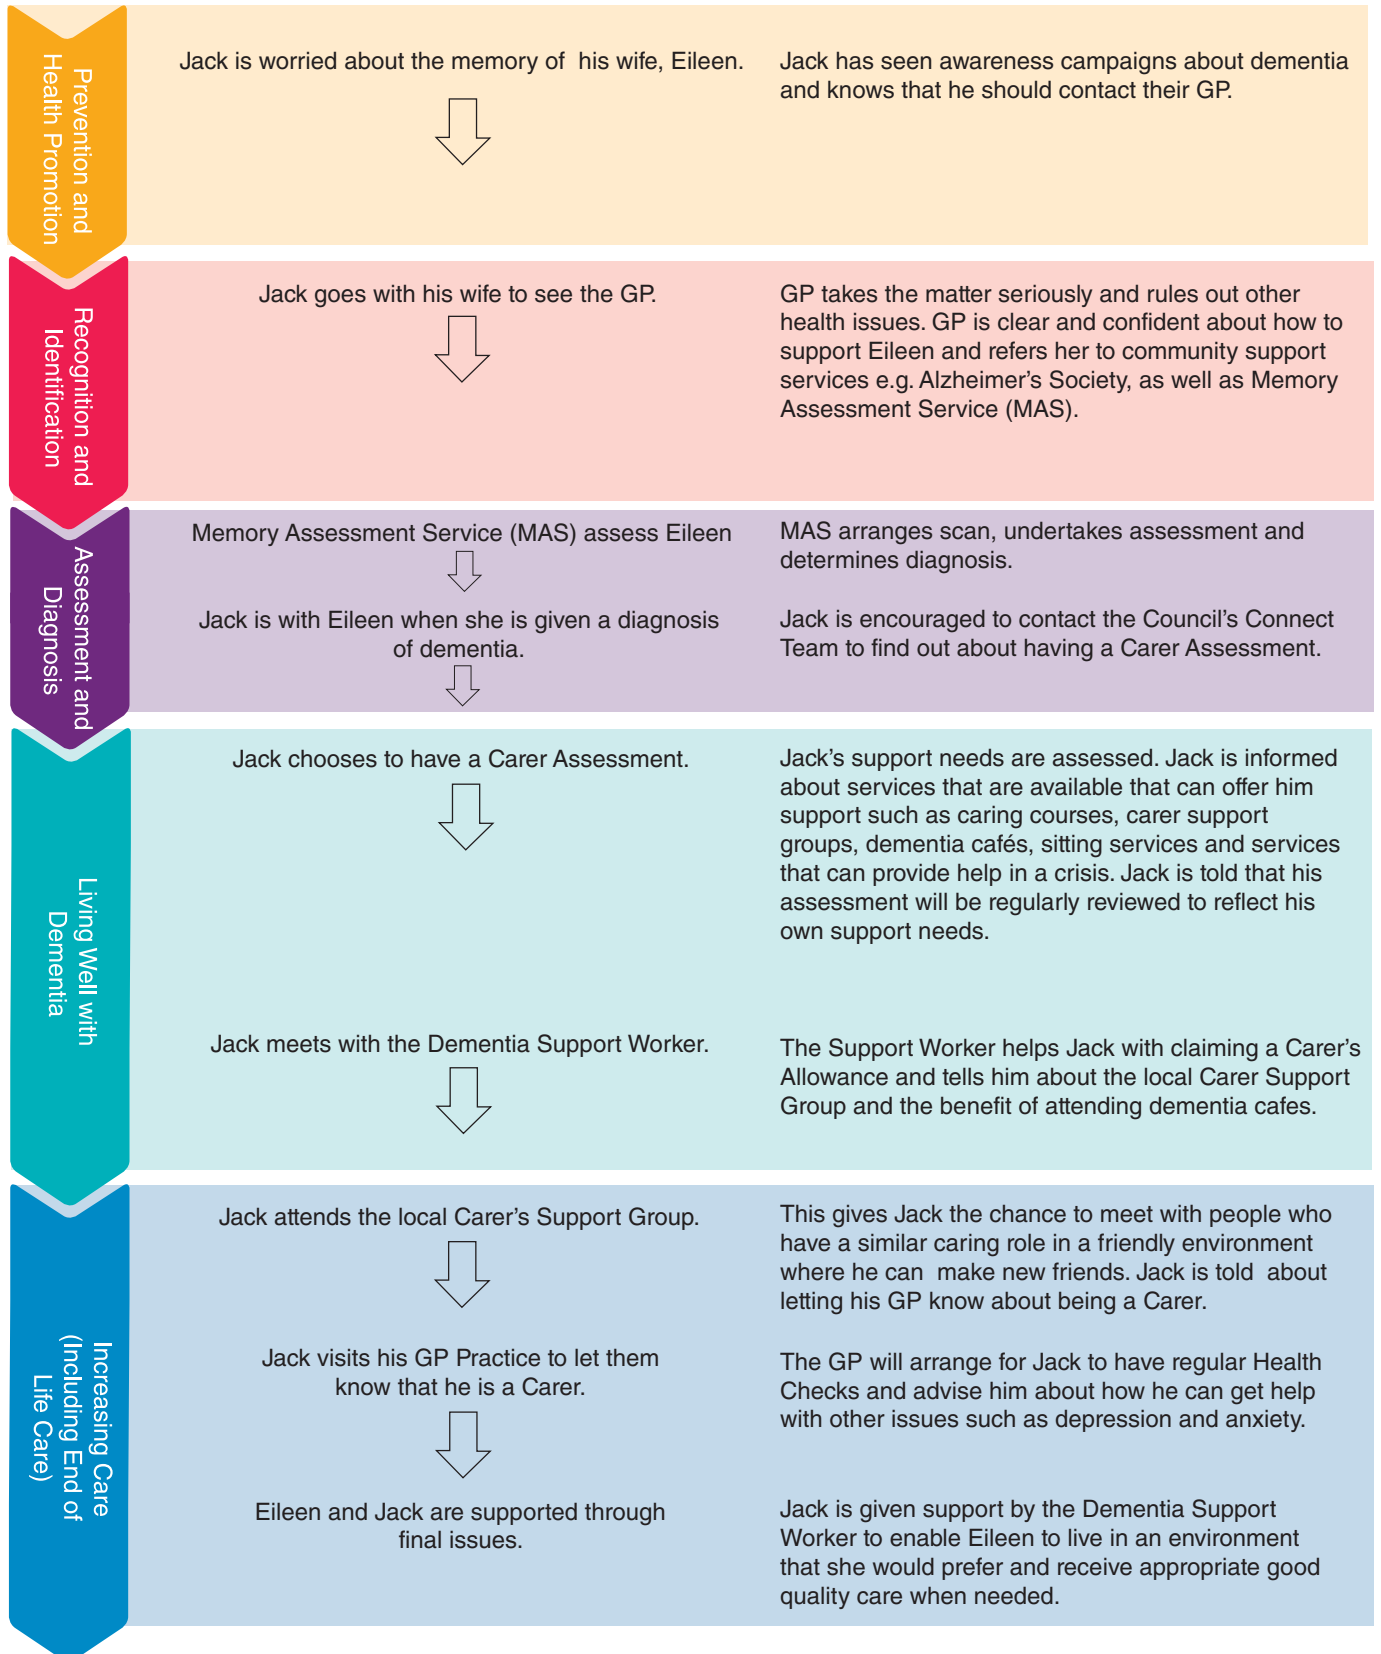 Prevention and
Health Promotion
Jack is worried about the memory of his wife, Eileen.
Jack has seen awareness campaigns about dementia
and knows that he should contact their GP.
Recognition and
Identification
Jack goes with his wife to see the GP.
GP takes the matter seriously and rules out other
health issues. GP is clear and confident about how to
support Eileen and refers her to community support
services e.g. Alzheimer’s Society, as well as Memory
Assessment Service (MAS).
Assessment and
Diagnosis
Memory Assessment Service (MAS) assess Eileen
MAS arranges scan, undertakes assessment and
determines diagnosis.
Jack is with Eileen when she is given a diagnosis
of dementia.
Jack is encouraged to contact the Council’s Connect
Team to find out about having a Carer Assessment.
Living Well with
Dementia
Jack chooses to have a Carer Assessment.
Jack’s support needs are assessed. Jack is informed
about services that are available that can offer him
support such as caring courses, carer support
groups, dementia cafés, sitting services and services
that can provide help in a crisis. Jack is told that his
assessment will be regularly reviewed to reflect his
own support needs.
Jack meets with the Dementia Support Worker.
The Support Worker helps Jack with claiming a Carer’s
Allowance and tells him about the local Carer Support
Group and the benefit of attending dementia cafes.
Increasing Care
(Including End of
Life Care)
Jack attends the local Carer’s Support Group.
This gives Jack the chance to meet with people who
have a similar caring role in a friendly environment
where he can make new friends. Jack is told about
letting his GP know about being a Carer.
Jack visits his GP Practice to let them
know that he is a Carer.
The GP will arrange for Jack to have regular Health
Checks and advise him about how he can get help
with other issues such as depression and anxiety.
Eileen and Jack are supported through
final issues.
Jack is given support by the Dementia Support
Worker to enable Eileen to live in an environment
that she would prefer and receive appropriate good
quality care when needed.